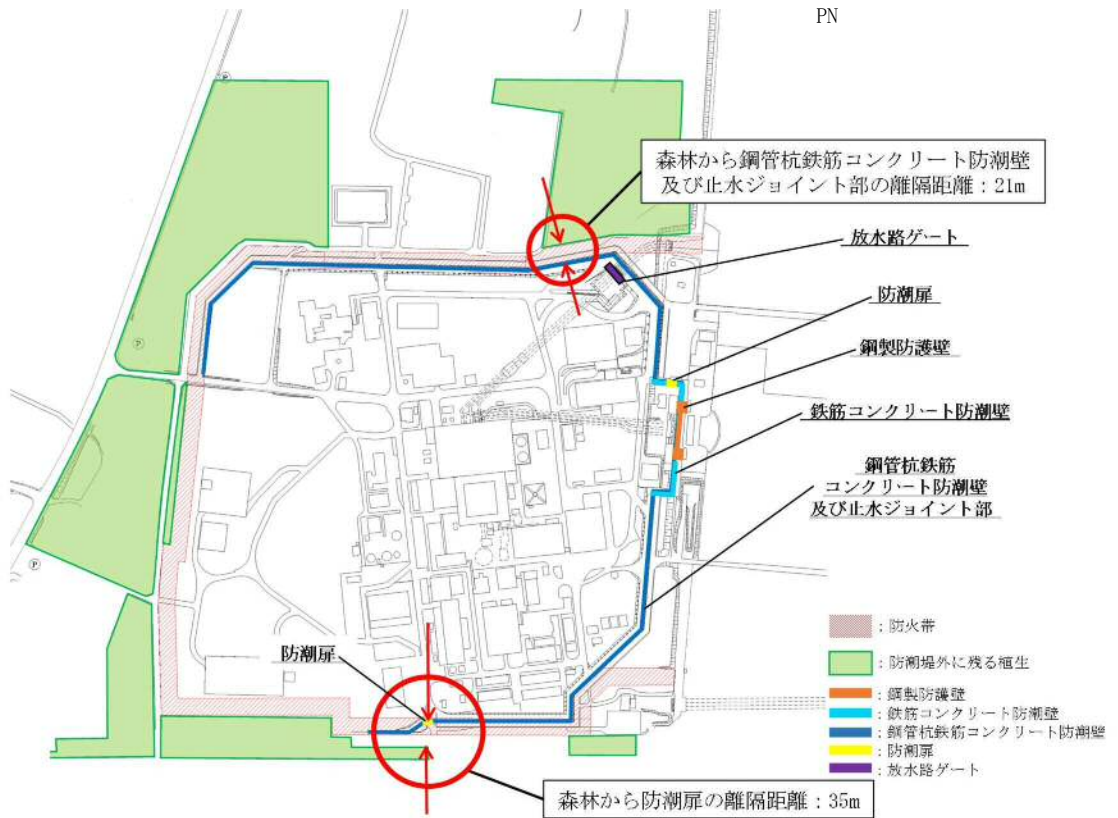 PN
森林から鋼管杭鉄筋コンクリート防潮壁
及び止水ジョイント部の離隔距離：21m
放水路ゲート
防潮扉
鋼製防護壁
鉄筋コンクリート防潮壁
鋼管杭鉄筋
コンクリート防潮壁
及び止水ジョイント部
P
P
P
防潮扉
森林から防潮扉の離隔距離：35m
：防火帯
：防潮堤外に残る植生
：鋼製防護壁
：鉄筋コンクリート防潮壁
：鋼管杭鉄筋コンクリート防潮壁
：防潮扉
：放水路ゲート